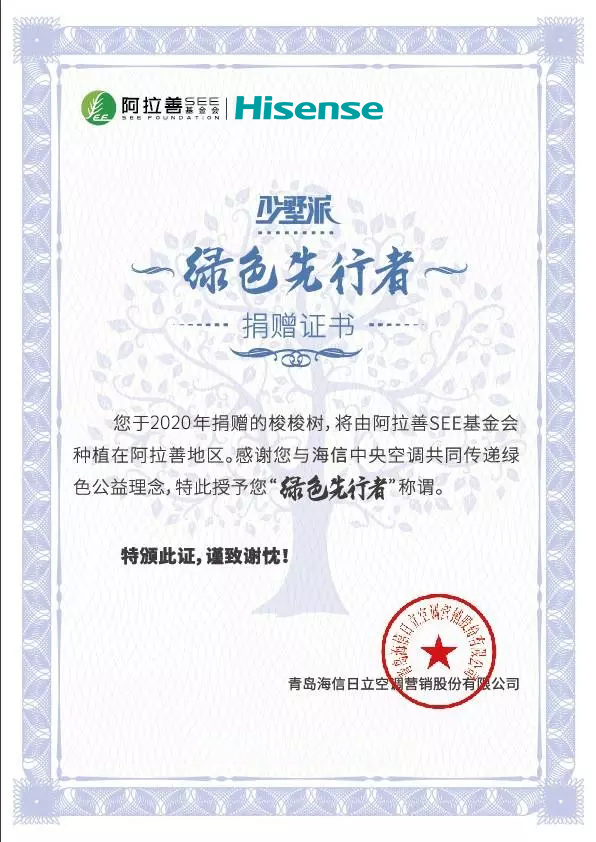 阿拉善SEE
基金会
SEE FOUNDATION
Hisense
少墅派
绿色先行者
捐赠证书
您于2020年捐赠的梭梭树，将由阿拉善SEE基金会
种植在阿拉善地区。感谢您与海信中央空调共同传递绿
色公益理念，特此授予您“绿色先行者”称谓。
特颁此证，谨致谢忱！
青岛海信日立空调营销股份有限公司
青岛海信日立空调营销股份有限公司